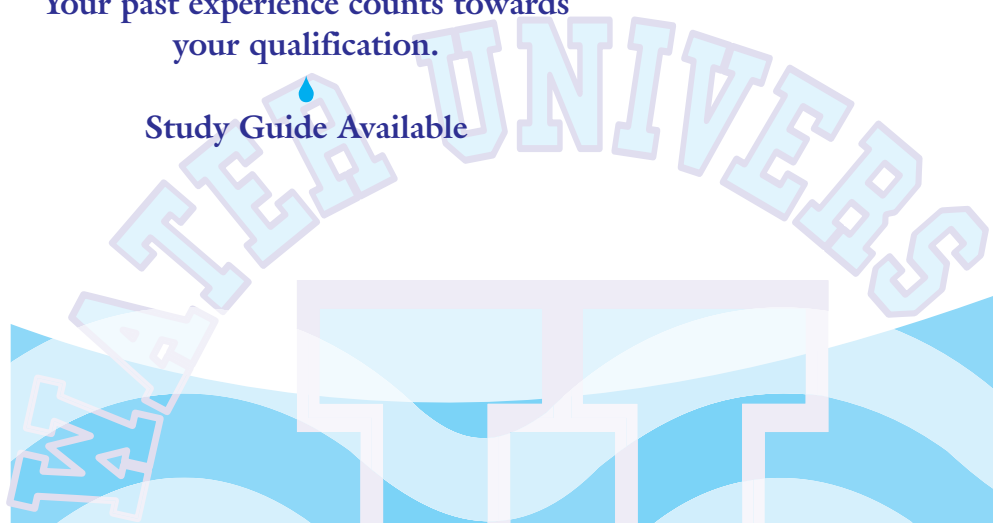 Your past experience counts towards
your qualification.
Study Guide Available
WATER UNIVERS